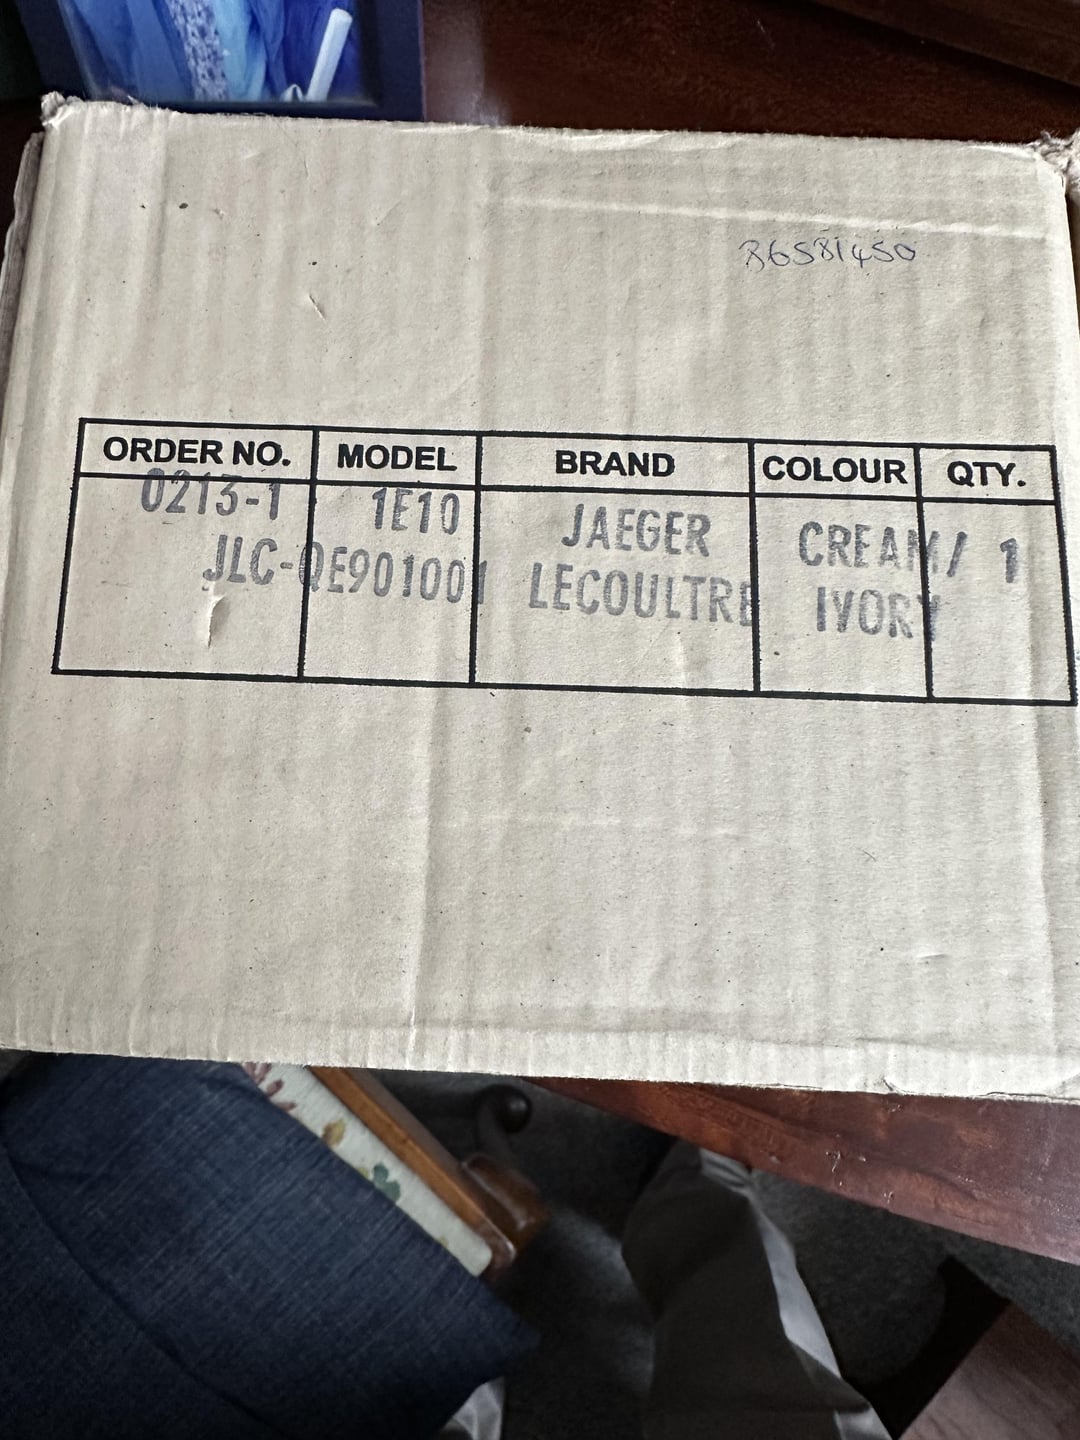 86581450
ORDER NO. MODEL BRAND COLOUR QTY.
0213-1 1E10 JAEGER CREAM/ 1
JLC-QE901001 LECOULTRE IVORY